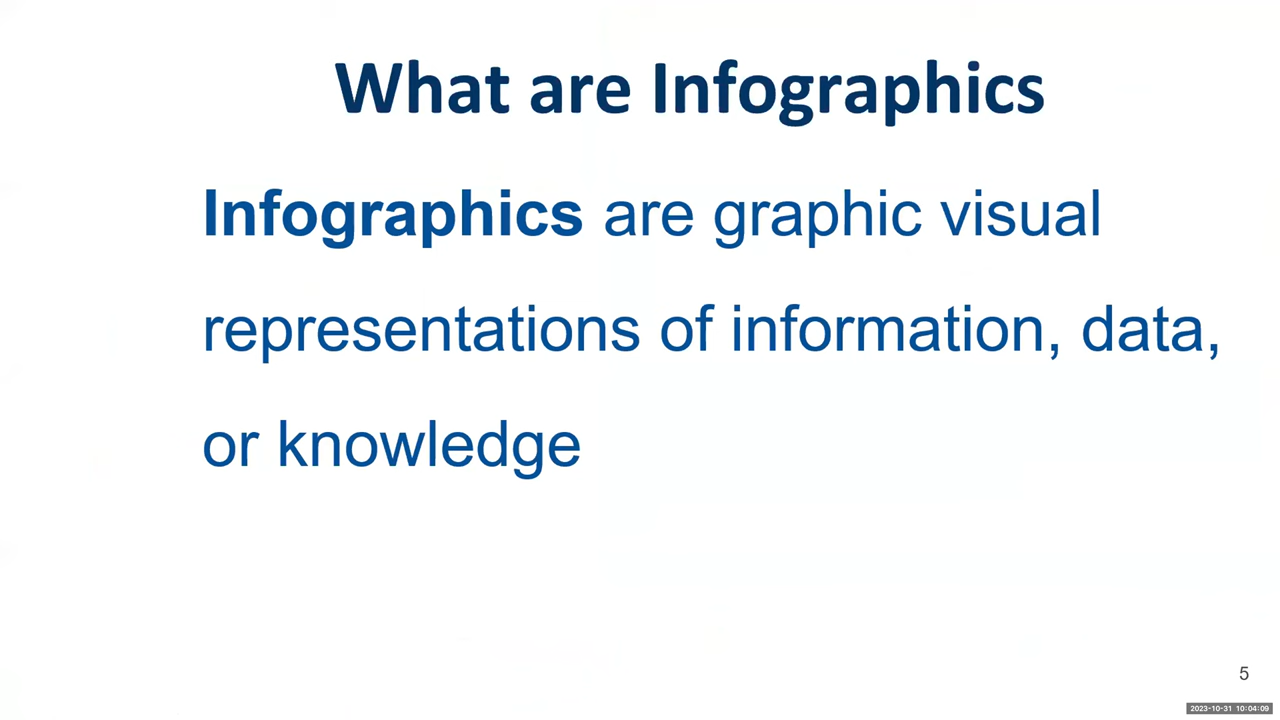 What are Infographics
Infographics are graphic visual
representations of information, data,
or knowledge
5
2023-10-31 10:04:09